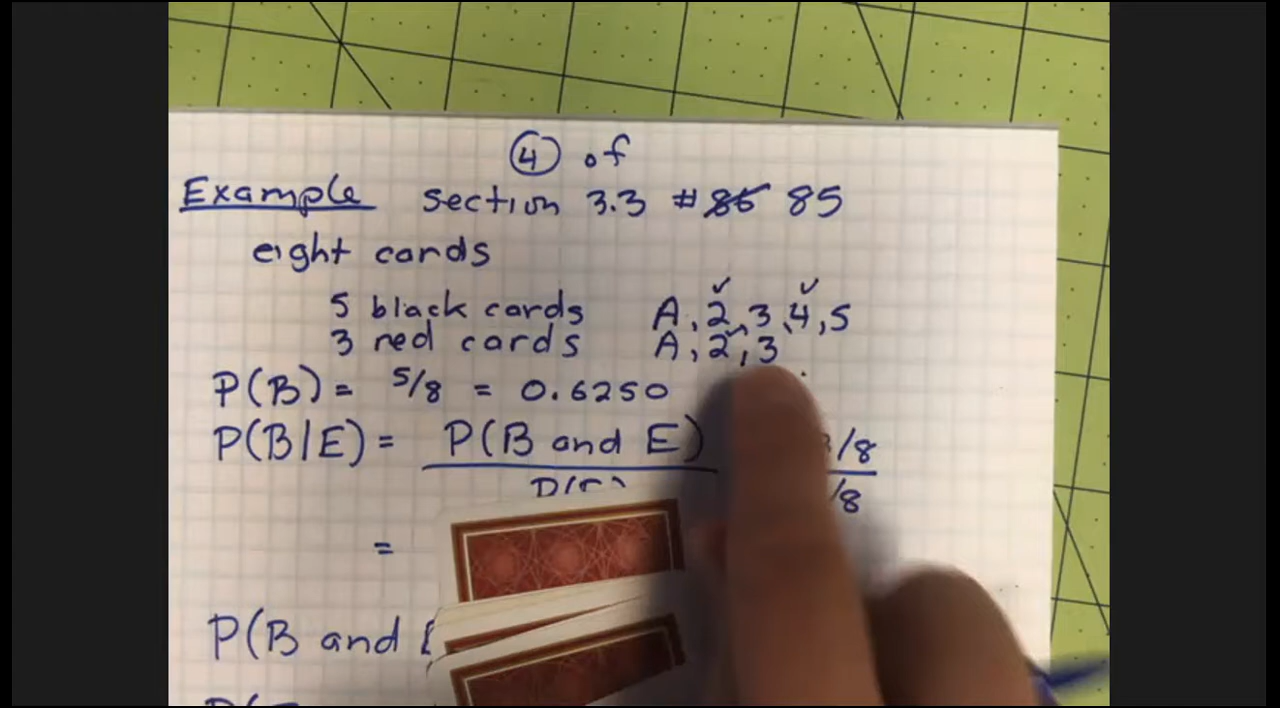 ④ of
Example section 3.3 # 85
eight cards
5 black cards A, 2, 3, 4, 5
3 red cards A, 2, 3
P(B) = 5/8 = 0.6250
P(B|E) = P(B and E) /8
/8
=
P(B and